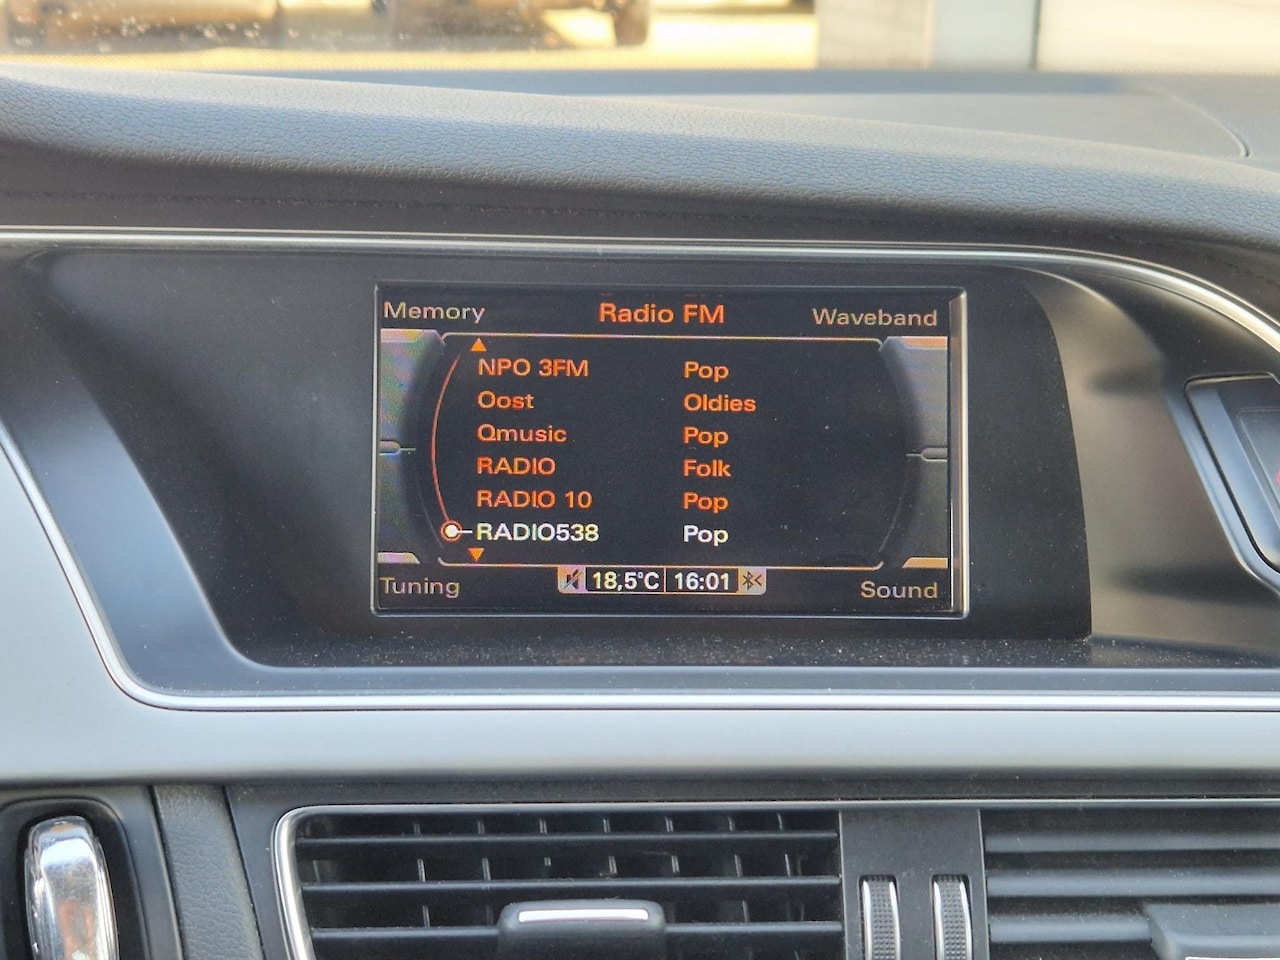 Memory Radio FM Waveband
NPO 3FM Pop
Oost Oldies
Qmusic Pop
RADIO Folk
RADIO 10 Pop
RADIO538 Pop
Tuning 18,5°C 16:01 Sound